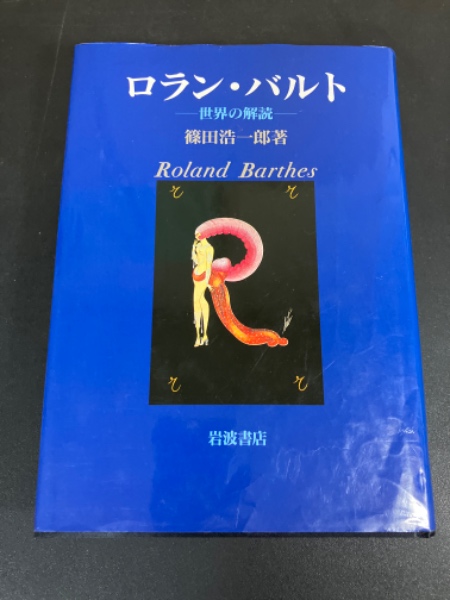 ロラン・バルト
―世界の解読―
篠田浩一郎著
Roland Barthes
r r
R
r r
岩波書店